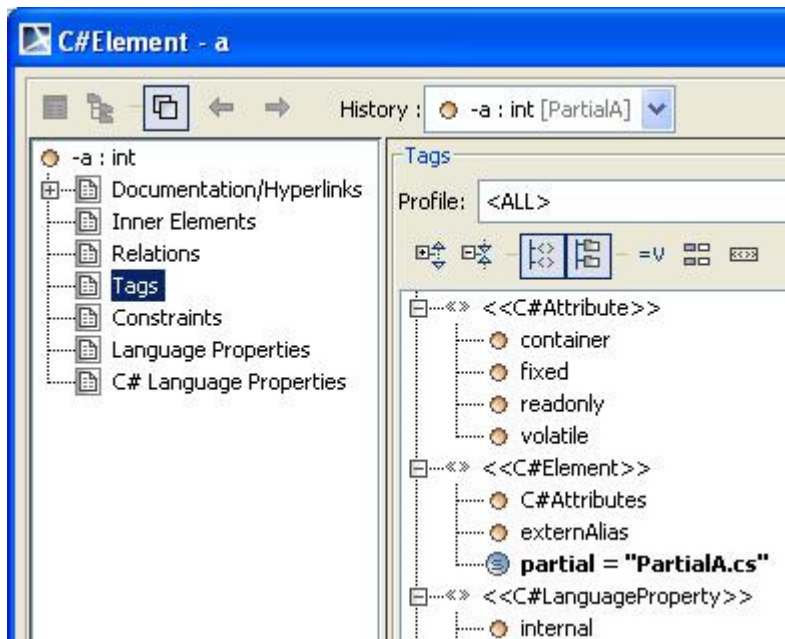 C#Element - a
History : -a : int [PartialA]
-a : int
Documentation/Hyperlinks
Inner Elements
Relations
Tags
Constraints
Language Properties
C# Language Properties
Tags
Profile: <ALL>
=V
<<C#Attribute>>
container
fixed
readonly
volatile
<<C#Element>>
C#Attributes
externAlias
partial = "PartialA.cs"
<<C#LanguageProperty>>
internal